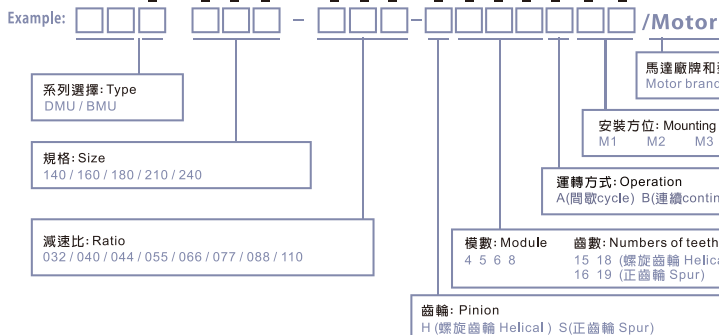 Example: - - /Motor
馬達廠牌和
Motor brand
系列選擇: Type
DMU / BMU
安裝方位: Mounting
M1 M2 M3
規格: Size
140 / 160 / 180 / 210 / 240
運轉方式: Operation
A(間歇cycle) B(連續contin
減速比: Ratio
032 / 040 / 044 / 055 / 066 / 077 / 088 / 110
模數: Module 齒數: Numbers of teeth
4 5 6 8 15 18 (螺旋齒輪 Helica
16 19 (正齒輪 Spur)
齒輪: Pinion
H (螺旋齒輪 Helical ) S(正齒輪 Spur)